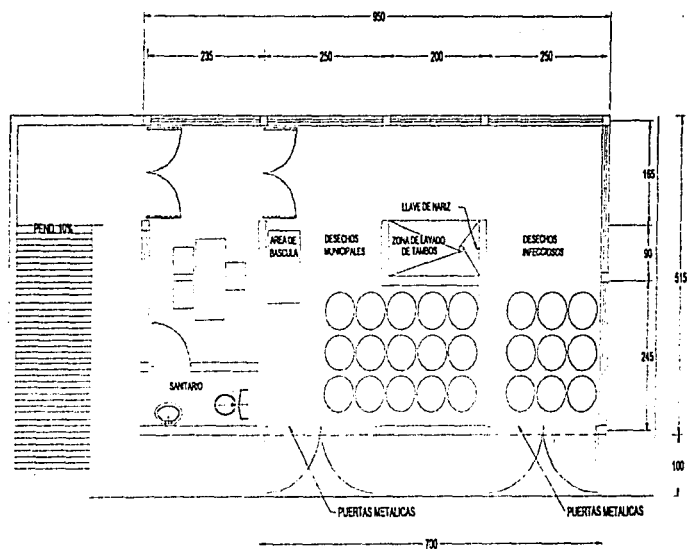 950
235
250
200
250
165
LLAVE DE NARIZ
PEND. 10%
AREA DE
BASCULA
DESECHOS
MUNICIPALES
ZONA DE LAVADO
DE TAMBOS
DESECHOS
INFECCIOSOS
90
515
245
SANITARIO
100
PUERTAS METALICAS
PUERTAS METALICAS
700